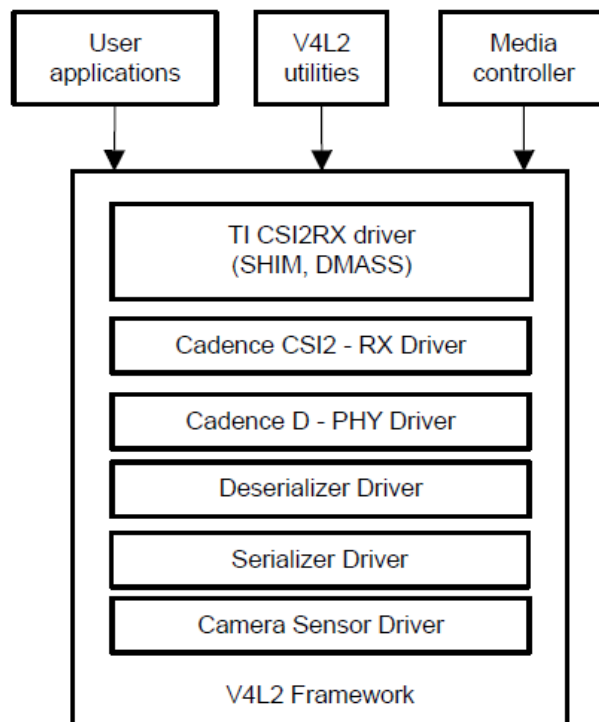 User
applications
V4L2
utilities
Media
controller
TI CSI2RX driver
(SHIM, DMASS)
Cadence CSI2 - RX Driver
Cadence D - PHY Driver
Deserializer Driver
Serializer Driver
Camera Sensor Driver
V4L2 Framework